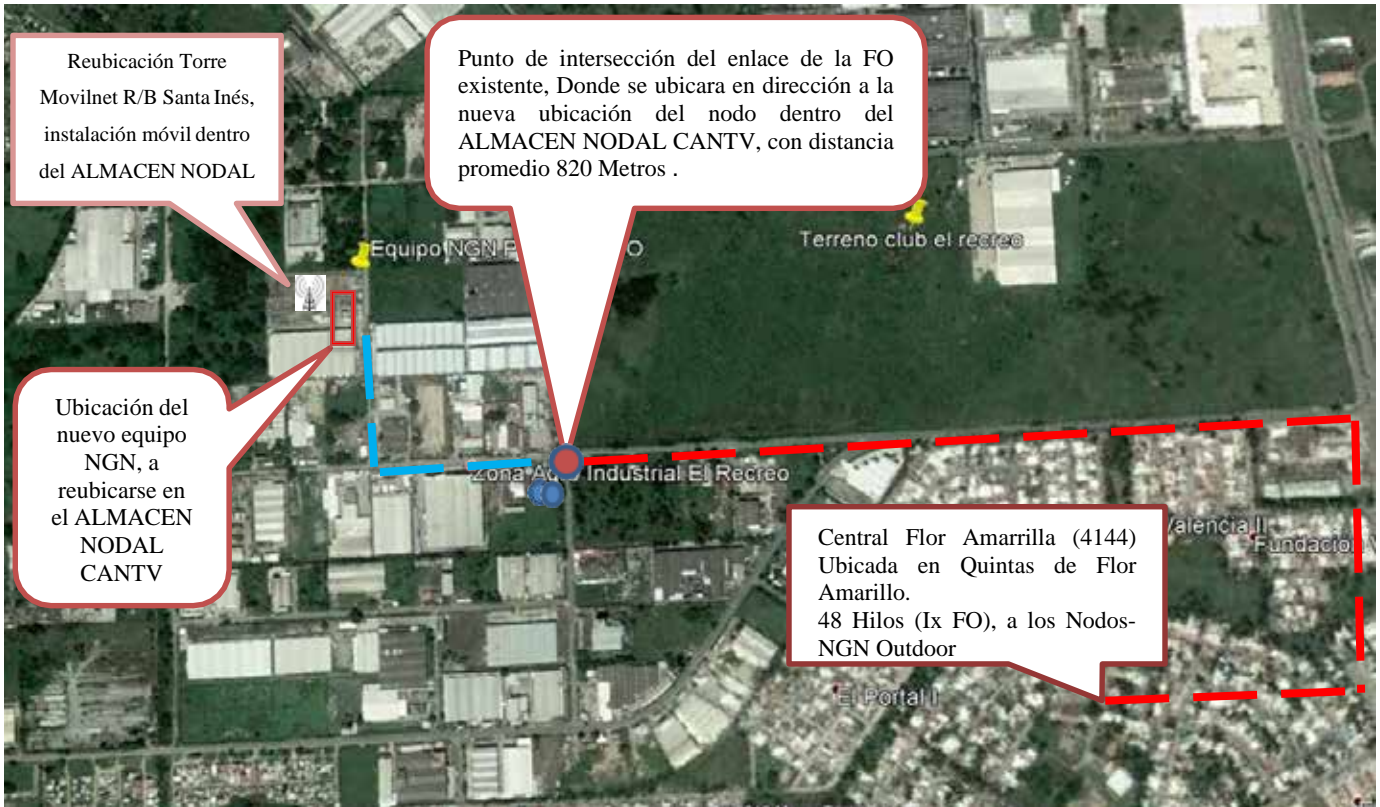 Reubicación Torre
Movilnet R/B Santa Inés,
instalación móvil dentro
del ALMACEN NODAL
Punto de intersección del enlace de la FO
existente, Donde se ubicara en dirección a la
nueva ubicación del nodo dentro del
ALMACEN NODAL CANTV, con distancia
promedio 820 Metros .
Equipo NGN
O
Terreno club el recreo
Ubicación del
nuevo equipo
NGN, a
reubicarse en
el ALMACEN
NODAL
CANTV
Zona Industrial El Recreo
Central Flor Amarrilla (4144)
Ubicada en Quintas de Flor
Amarillo.
48 Hilos (Ix FO), a los Nodos-
NGN Outdoor
Valencia II
Fundación
El Portal I